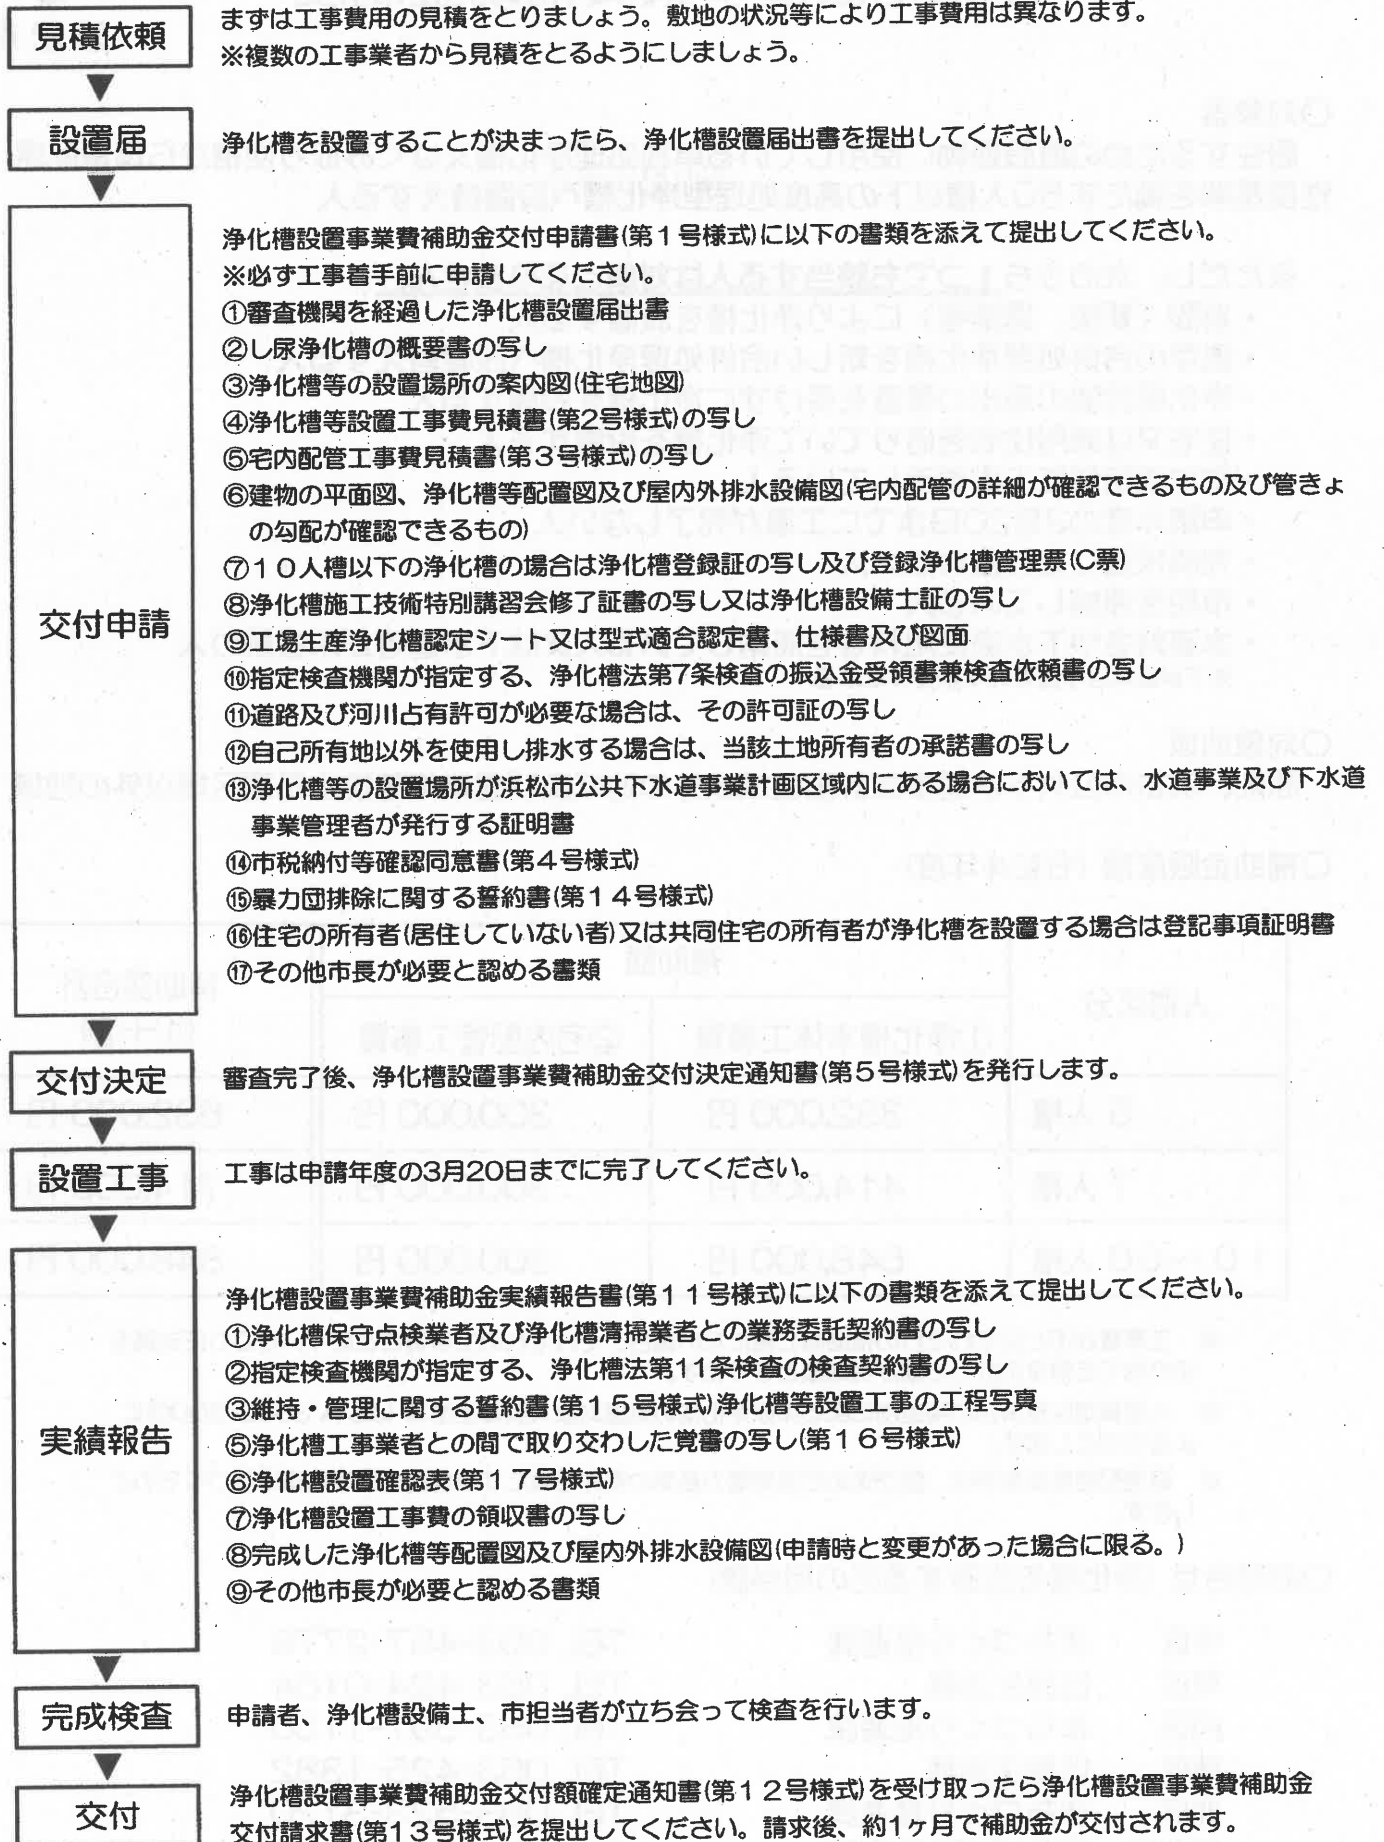 見積依頼
まずは工事費用の見積をとりましょう。敷地の状況等により工事費用は異なります。
※複数の工事業者から見積をとるようにしましょう。
設置届
浄化槽を設置することが決まったら、浄化槽設置届出書を提出してください。
交付申請
浄化槽設置事業費補助金交付申請書(第1号様式)に以下の書類を添えて提出してください。
※必ず工事着手前に申請してください。
①審査機関を経過した浄化槽設置届出書
②し尿浄化槽の概要書の写し
③浄化槽等の設置場所の案内図(住宅地図)
④浄化槽等設置工事費見積書(第2号様式)の写し
⑤宅内配管工事費見積書(第3号様式)の写し
⑥建物の平面図、浄化槽等配置図及び屋内外排水設備図(宅内配管の詳細が確認できるもの及び管きょ
の勾配が確認できるもの)
⑦10人槽以下の浄化槽の場合は浄化槽登録証の写し及び登録浄化槽管理票(C票)
⑧浄化槽施工技術特別講習会修了証書の写し又は浄化槽設備士証の写し
⑨工場生産浄化槽認定シート又は型式適合認定書、仕様書及び図面
⑩指定検査機関が指定する、浄化槽法第7条検査の振込金受領書兼検査依頼書の写し
⑪道路及び河川占有許可が必要な場合は、その許可証の写し
⑫自己所有地以外を使用し排水する場合は、当該土地所有者の承諾書の写し
⑬浄化槽等の設置場所が浜松市公共下水道事業計画区域内にある場合においては、水道事業及び下水道
事業管理者が発行する証明書
⑭市税納付等確認同意書(第4号様式)
⑮暴力団排除に関する誓約書(第14号様式)
⑯住宅の所有者(居住していない者)又は共同住宅の所有者が浄化槽を設置する場合は登記事項証明書
⑰その他市長が必要と認める書類
交付決定
審査完了後、浄化槽設置事業費補助金交付決定通知書(第5号様式)を発行します。
設置工事
工事は申請年度の3月20日までに完了してください。
実績報告
浄化槽設置事業費補助金実績報告書(第11号様式)に以下の書類を添えて提出してください。
①浄化槽保守点検業者及び浄化槽清掃業者との業務委託契約書の写し
②指定検査機関が指定する、浄化槽法第11条検査の検査契約書の写し
③維持・管理に関する誓約書(第15号様式)浄化槽等設置工事の工程写真
⑤浄化槽工事業者との間で取り交わした覚書の写し(第16号様式)
⑥浄化槽設置確認表(第17号様式)
⑦浄化槽設置工事費の領収書の写し
⑧完成した浄化槽等配置図及び屋内外排水設備図(申請時と変更があった場合に限る。)
⑨その他市長が必要と認める書類
完成検査
申請者、浄化槽設備士、市担当者が立ち会って検査を行います。
交付
浄化槽設置事業費補助金交付額確定通知書(第12号様式)を受け取ったら浄化槽設置事業費補助金
交付請求書(第13号様式)を提出してください。請求後、約1ヶ月で補助金が交付されます。